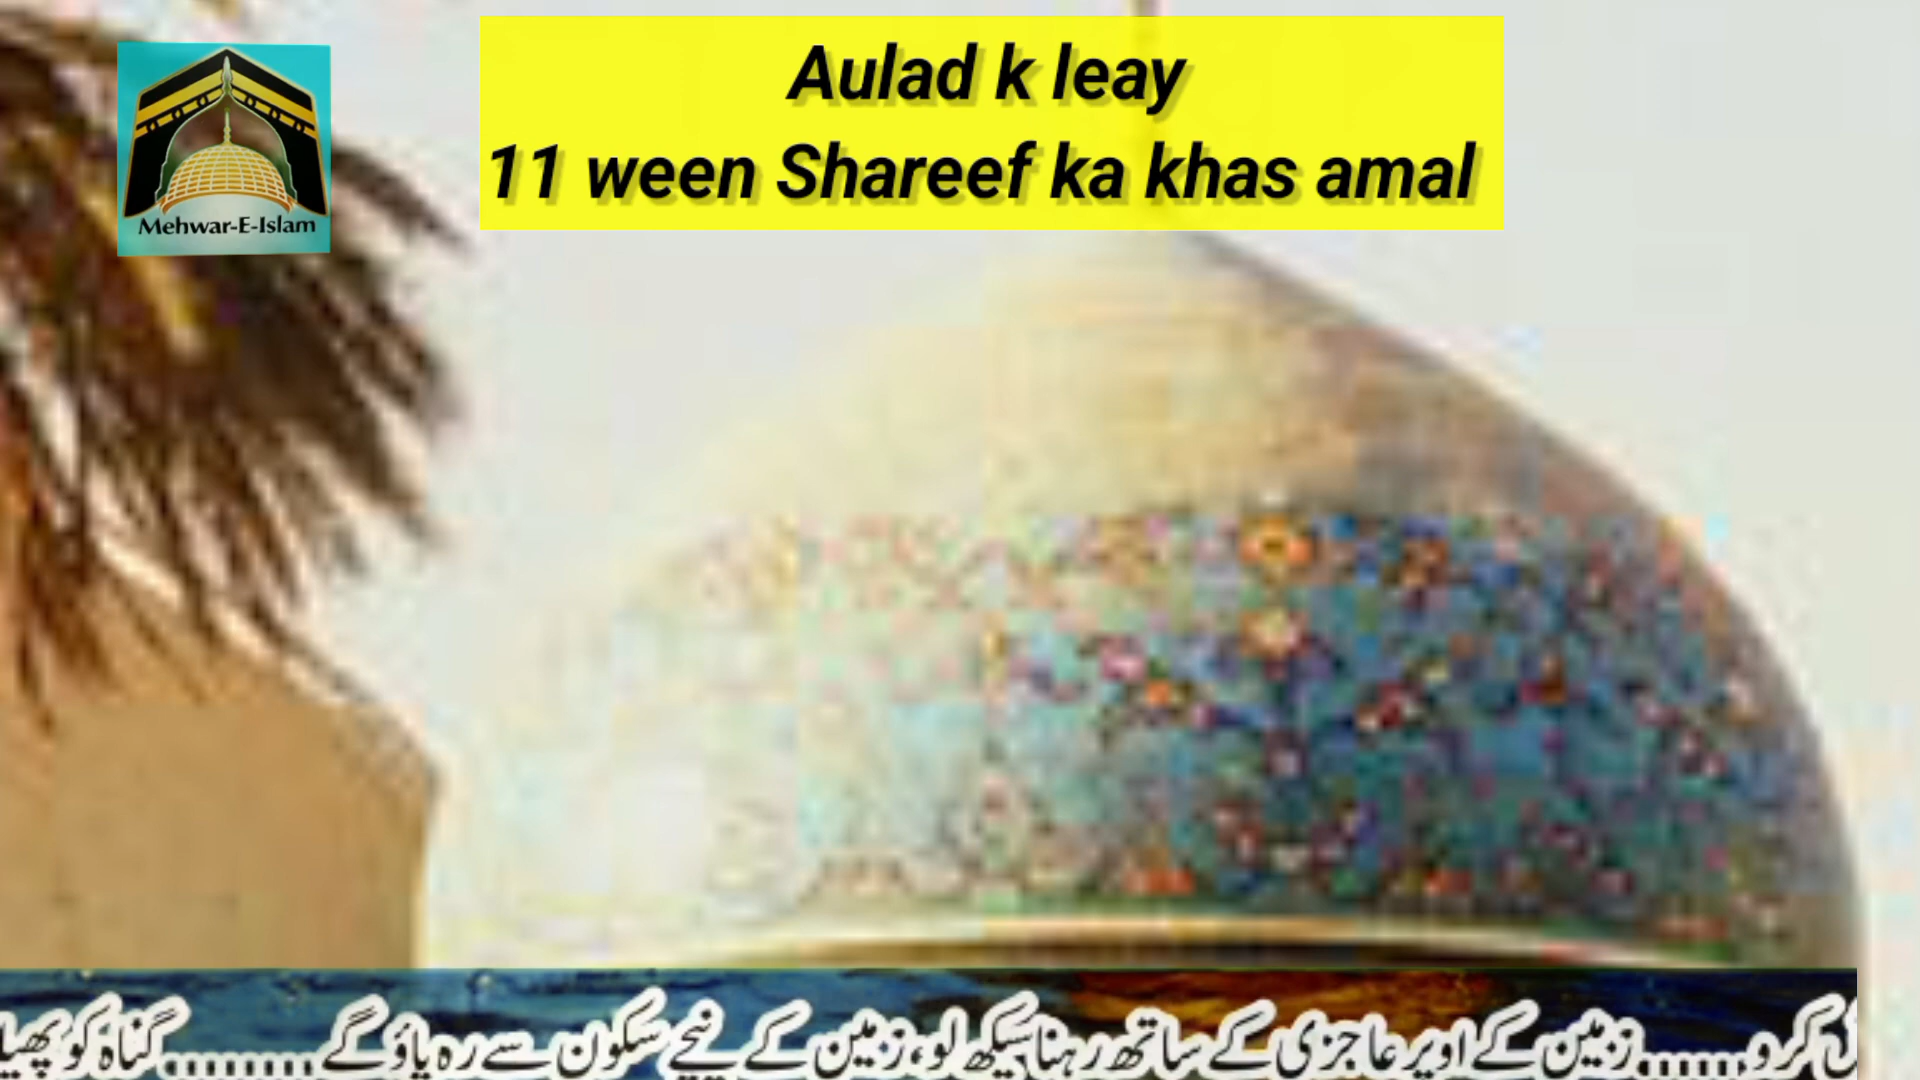 Mehwar-E-Islam
Aulad k leay
11 ween Shareef ka khas amal
کرو......زمین کے اوپر عاجزی کے ساتھ رہنا سیکھ لو، زمین کے نیچے سکون سے رہ پاؤ گے.........گناہ کو